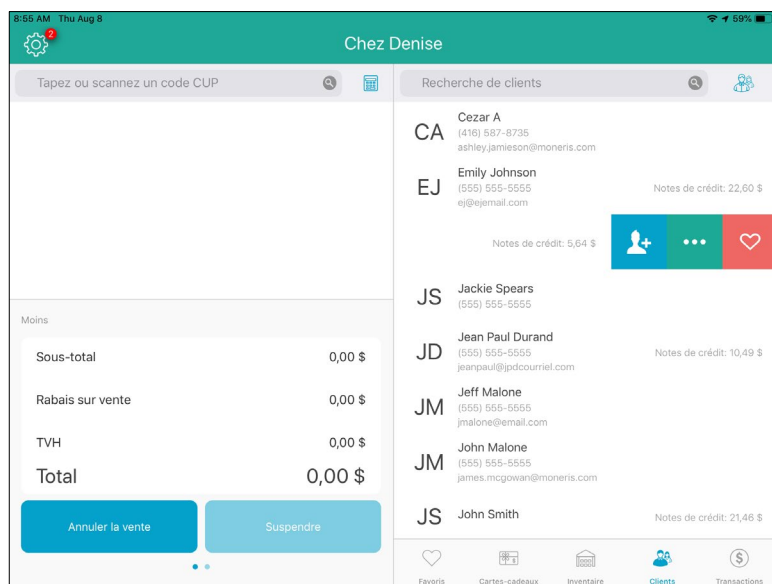 8:55 AM Thu Aug 8
59%
2
Chez Denise
Tapez ou scannez un code CUP
Moins
Sous-total 0,00 $
Rabais sur vente 0,00 $
TVH 0,00 $
Total 0,00 $
Annuler la vente
Suspendre
Recherche de clients
CA
Cezar A
(416) 587-8735
ashley.jamieson@moneris.com
EJ
Emily Johnson
(555) 555-5555
ej@ejemail.com
Notes de crédit: 22,60 $
Notes de crédit: 5,64 $
JS
Jackie Spears
(555) 555-5555
JD
Jean Paul Durand
(555) 555-5555
jeanpaul@jpdcourriel.com
Notes de crédit: 10,49 $
JM
Jeff Malone
(555) 555-5555
jmalone@email.com
JM
John Malone
(555) 555-5555
james.mcgowan@moneris.com
JS
John Smith
Notes de crédit: 21,46 $
Favoris
Cartes-cadeaux
Inventaire
Clients
Transactions